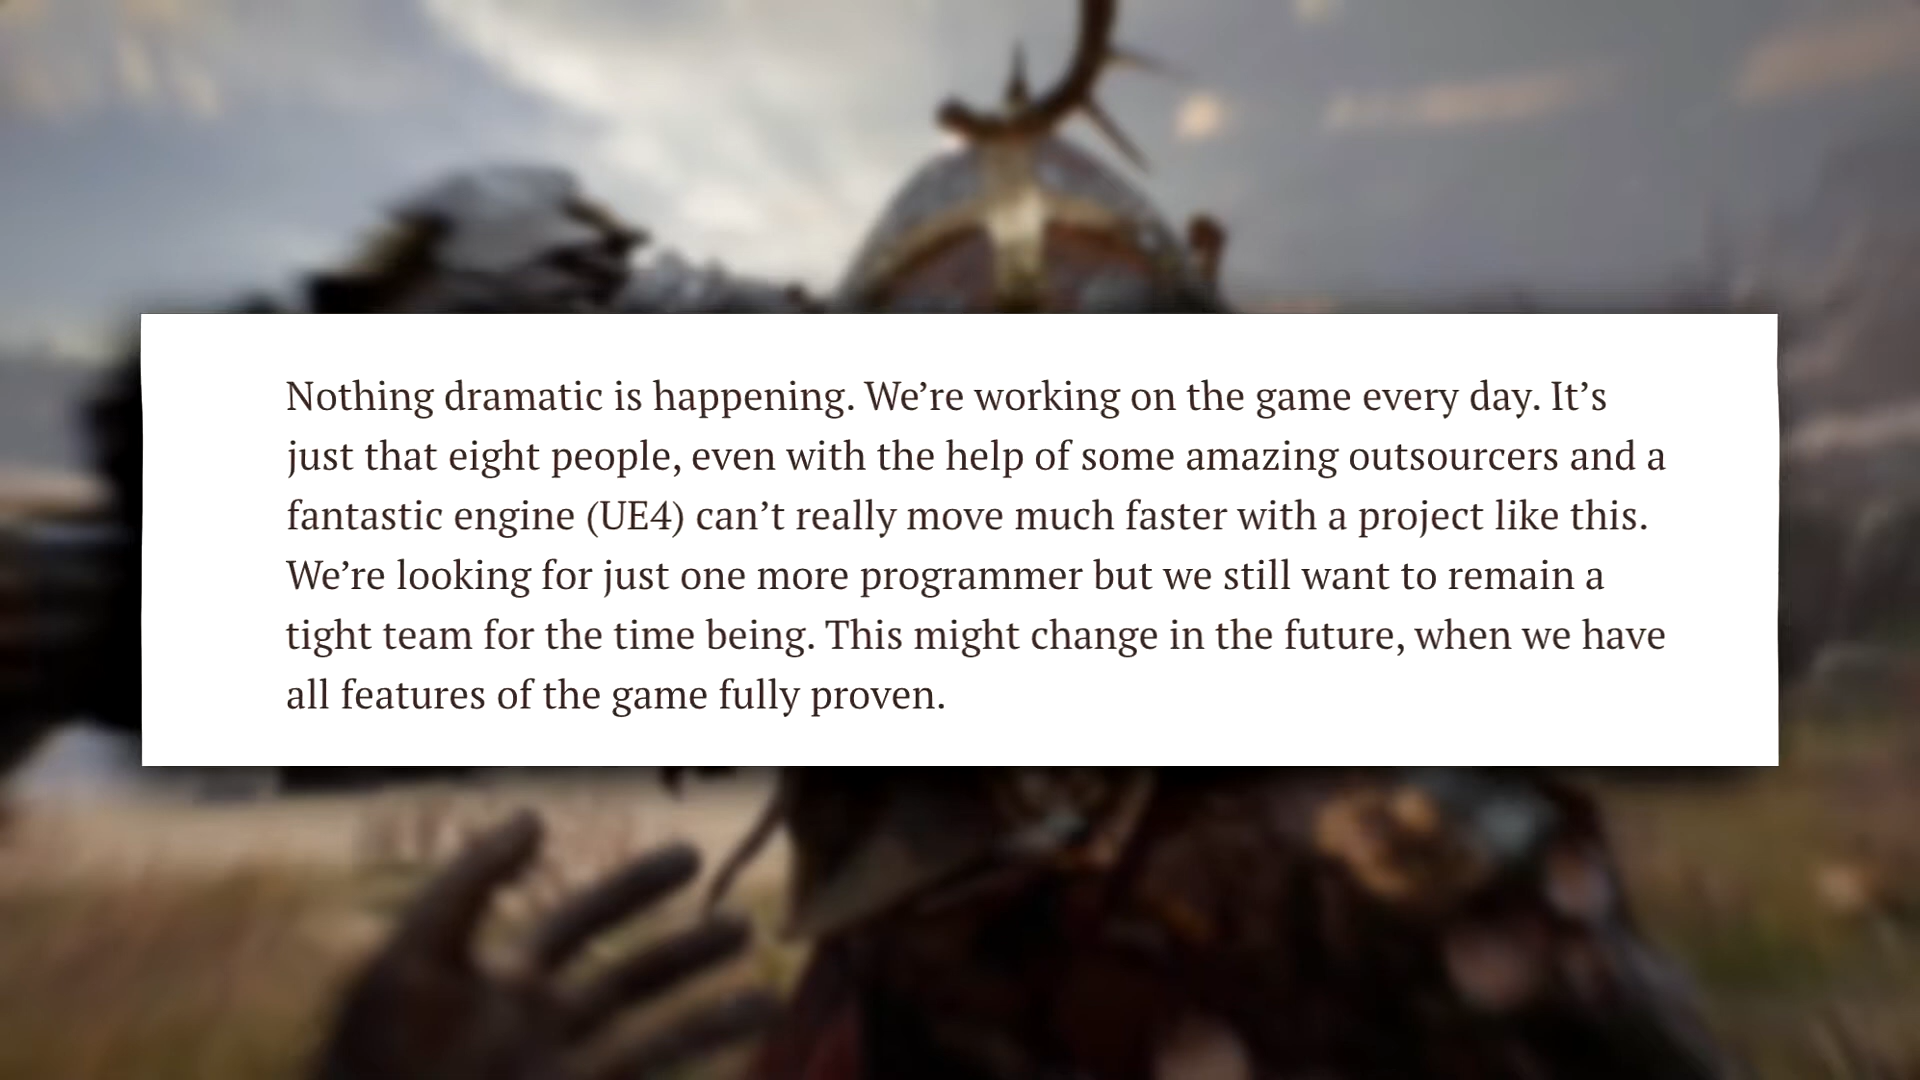 Nothing dramatic is happening. We’re working on the game every day. It’s
just that eight people, even with the help of some amazing outsourcers and a
fantastic engine (UE4) can’t really move much faster with a project like this.
We’re looking for just one more programmer but we still want to remain a
tight team for the time being. This might change in the future, when we have
all features of the game fully proven.